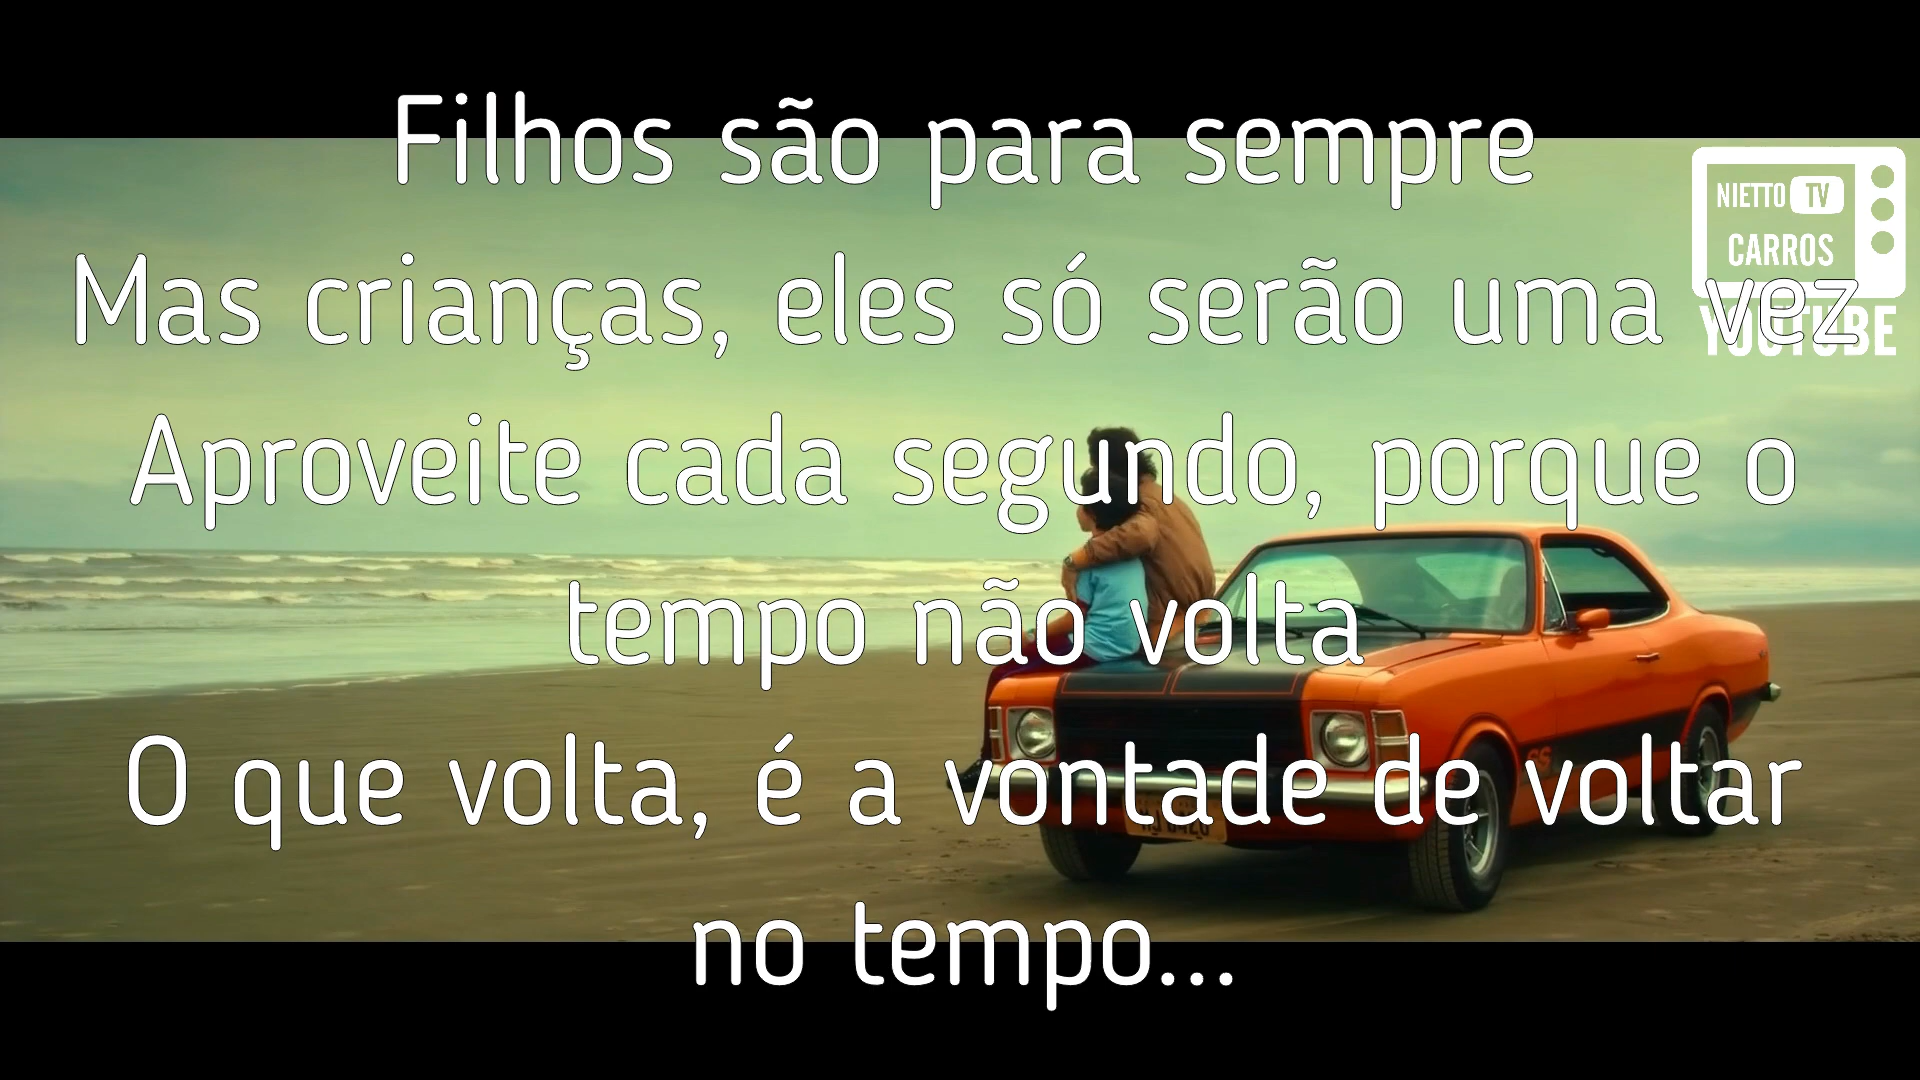 Filhos são para sempre
NIETTO TV
CARROS
YOUTUBE
Mas crianças, eles só serão uma vez
Aproveite cada segundo, porque o
tempo não volta
O que volta, é a vontade de voltar
no tempo...
SS